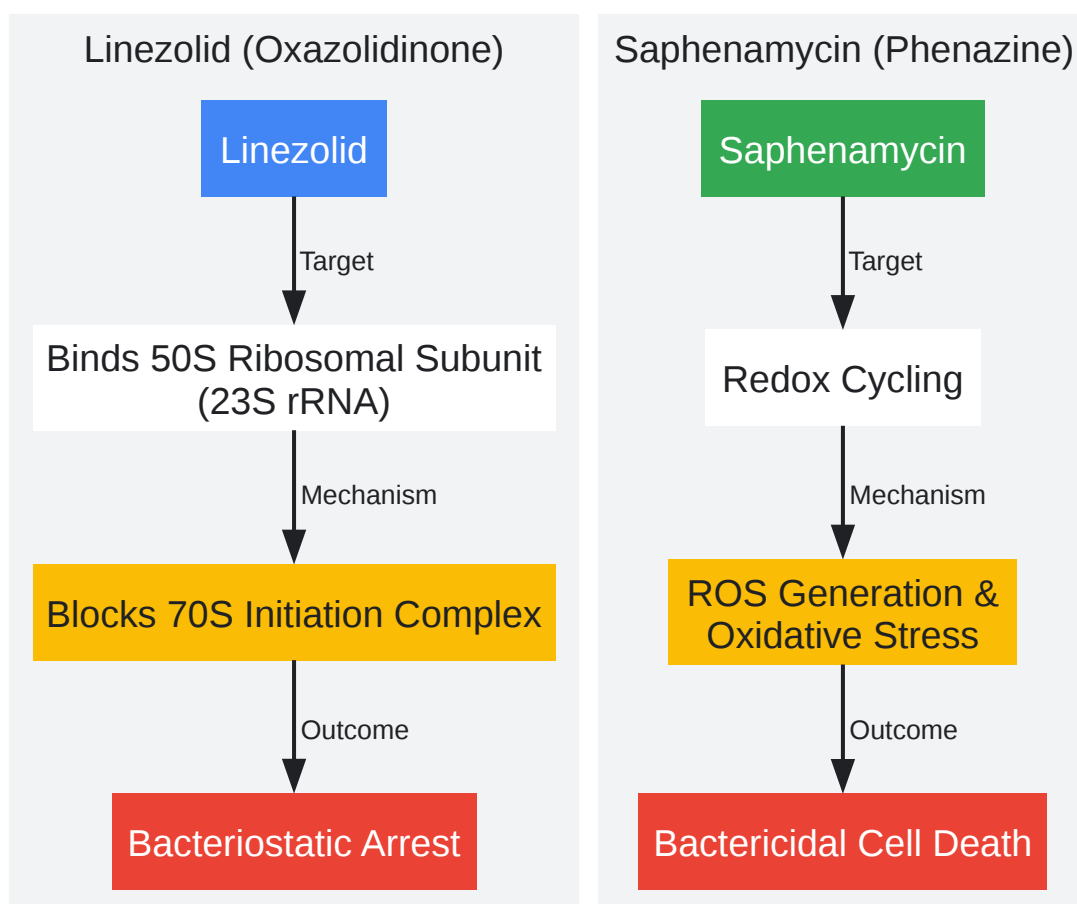 Linezolid (Oxazolidinone)
Linezolid
Target
Binds 50S Ribosomal Subunit
(23S rRNA)
Mechanism
Blocks 70S Initiation Complex
Outcome
Bacteriostatic Arrest
Saphenamycin (Phenazine)
Saphenamycin
Target
Redox Cycling
Mechanism
ROS Generation &
Oxidative Stress
Outcome
Bactericidal Cell Death